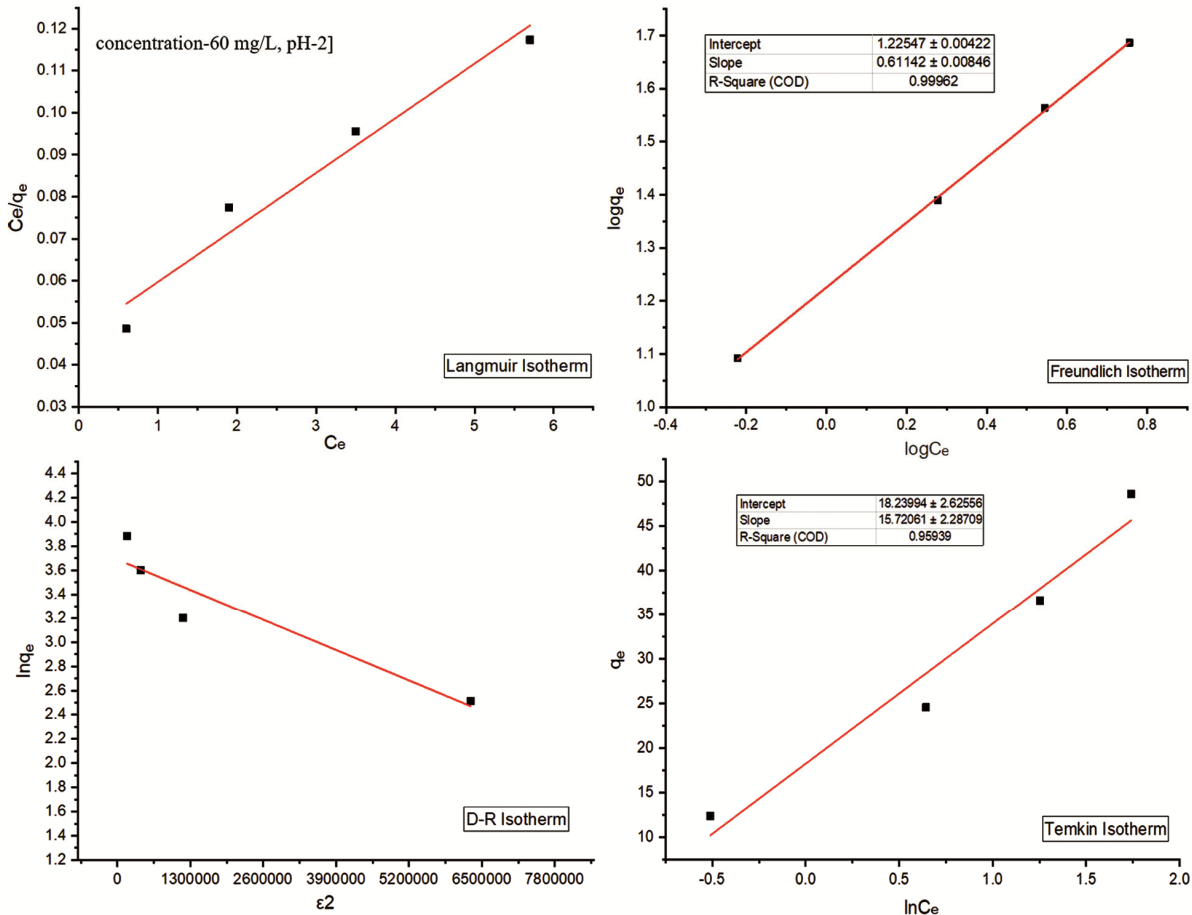 concentration-60 mg/L, pH-2]
0.12
0.11
0.10
0.09
0.08
0.07
0.06
0.05
0.04
0.03
Ce/qe
0 1 2 3 4 5 6
Ce
Langmuir Isotherm
Intercept 1.22547 ± 0.00422
Slope 0.61142 ± 0.00846
R-Square (COD) 0.99962
1.7
1.6
1.5
1.4
1.3
1.2
1.1
1.0
logqe
-0.4 -0.2 0.0 0.2 0.4 0.6 0.8
logCe
Freundlich Isotherm
4.4
4.2
4.0
3.8
3.6
3.4
3.2
3.0
2.8
2.6
2.4
2.2
2.0
1.8
1.6
1.4
1.2
lnqe
0 1300000 2600000 3900000 5200000 6500000 7800000
ε2
D-R Isotherm
Intercept 18.23994 ± 2.62556
Slope 15.72061 ± 2.28709
R-Square (COD) 0.95939
50
45
40
35
30
25
20
15
10
qe
-0.5 0.0 0.5 1.0 1.5 2.0
lnCe
Temkin Isotherm